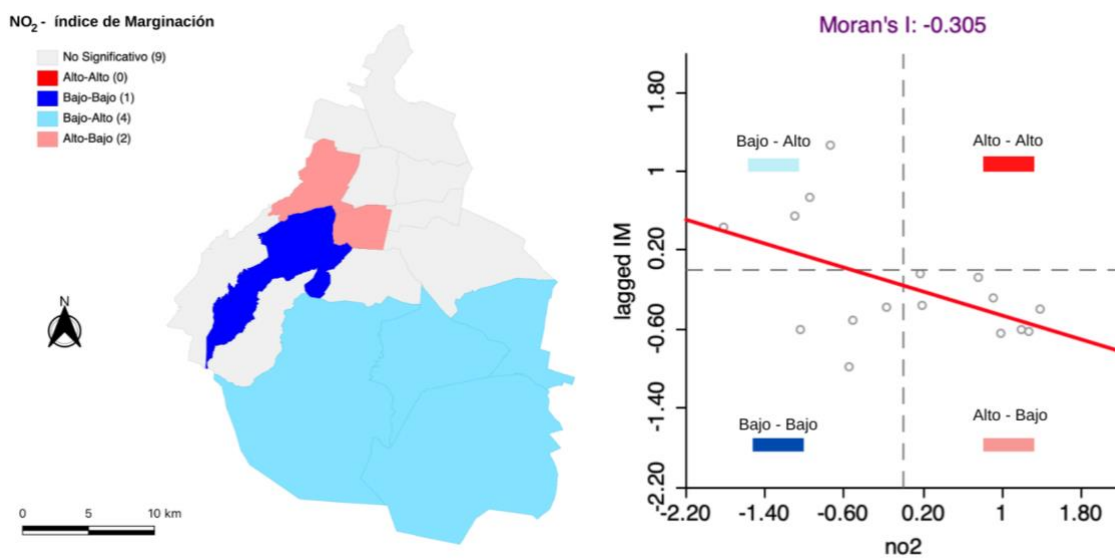 NO2 - índice de Marginación
No Significativo (9)
Alto-Alto (0)
Bajo-Bajo (1)
Bajo-Alto (4)
Alto-Bajo (2)
N
0 5 10 km
Moran's I: -0.305
Bajo - Alto
Alto - Alto
Bajo - Bajo
Alto - Bajo
lagged IM
1.80
1
0.20
-0.60
-1.40
-2.20
-2.20 -1.40 -0.60 0.20 1 1.80
no2